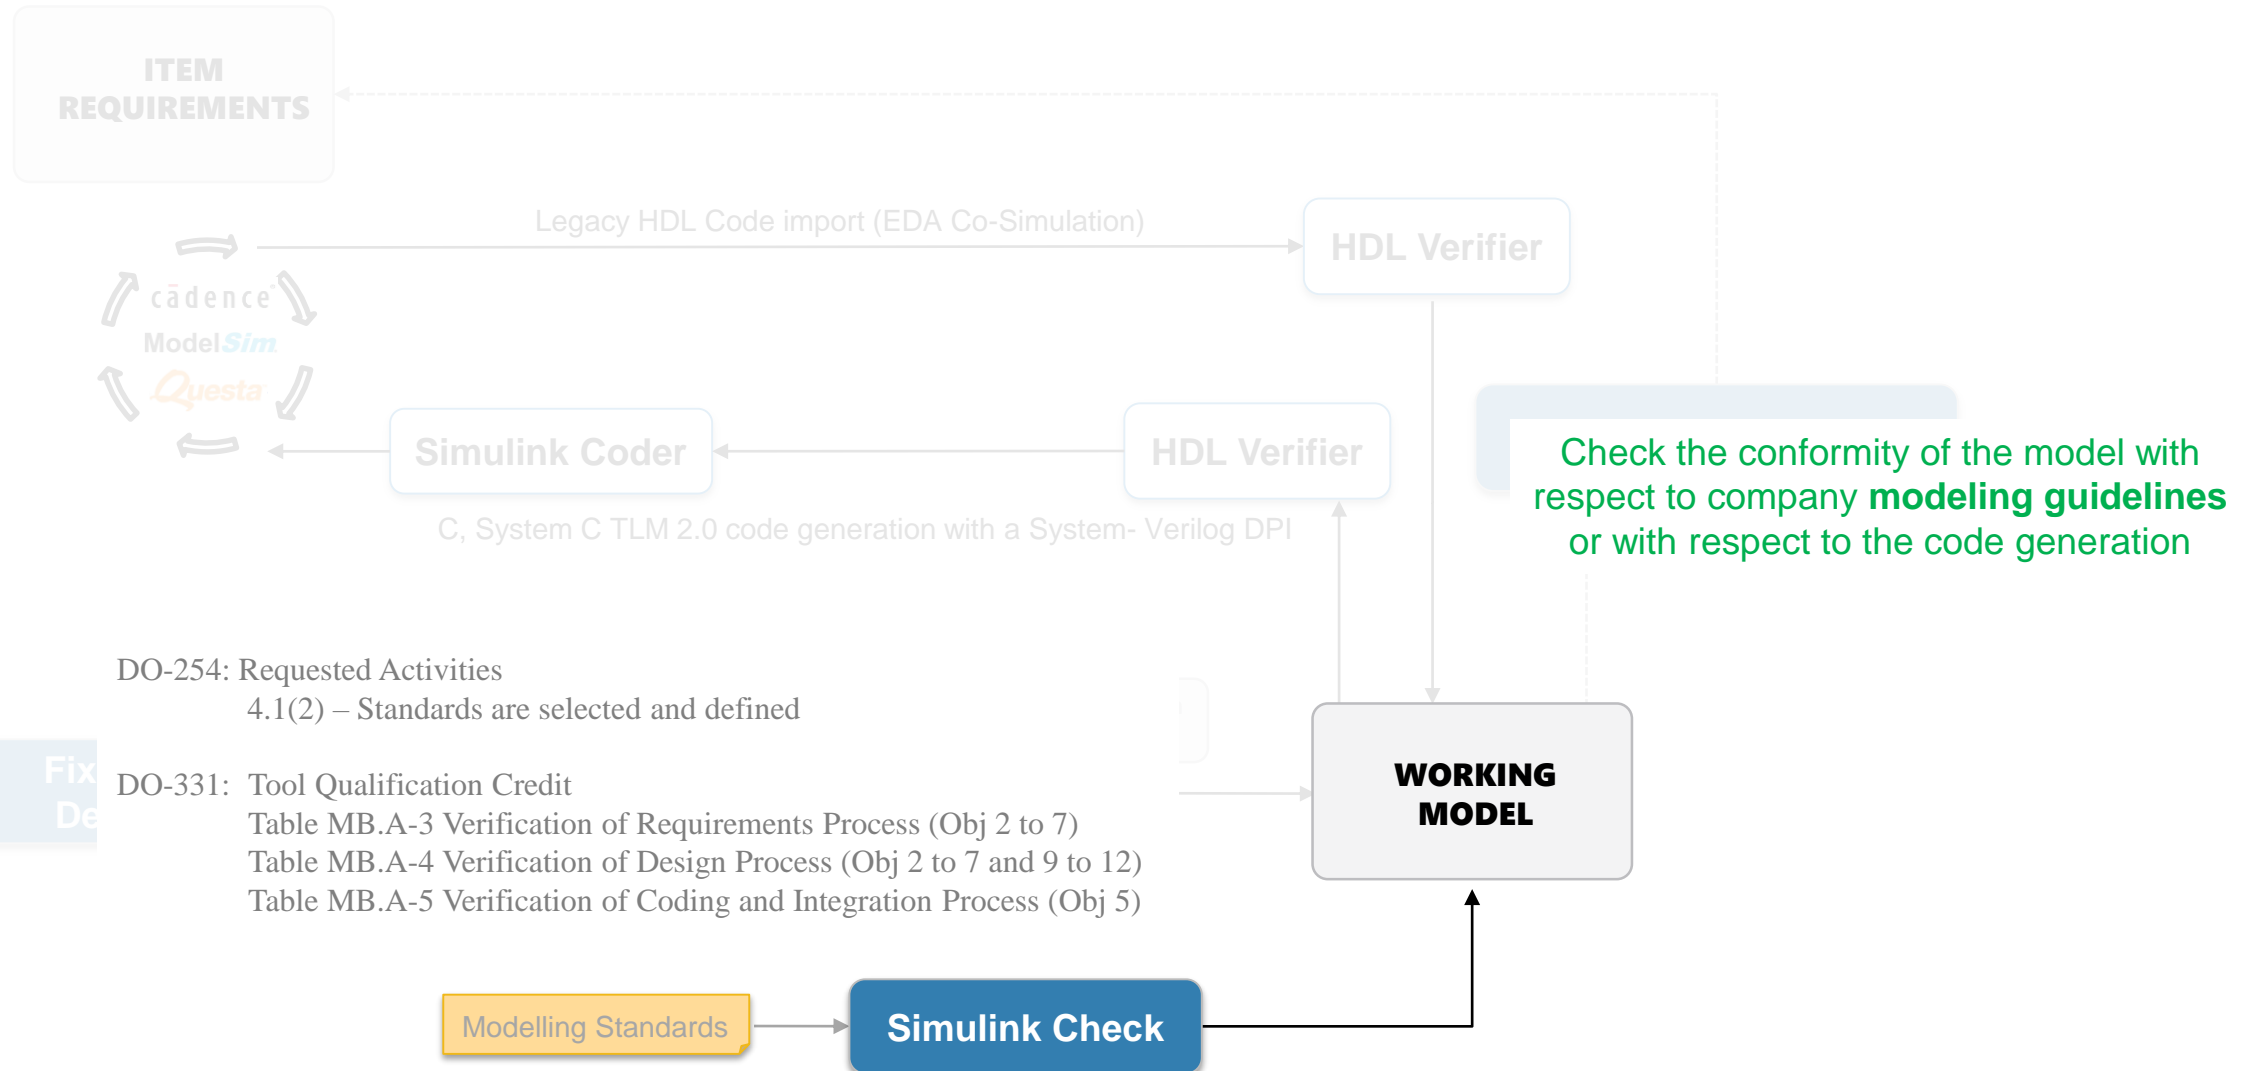 ITEM
REQUIREMENTS
Legacy HDL Code import (EDA Co-Simulation)
HDL Verifier
cādence®
ModelSim
Questa
Simulink Coder
HDL Verifier
C, System C TLM 2.0 code generation with a System- Verilog DPI
Check the conformity of the model with
respect to company modeling guidelines
or with respect to the code generation
DO-254: Requested Activities
4.1(2) – Standards are selected and defined
DO-331: Tool Qualification Credit
Table MB.A-3 Verification of Requirements Process (Obj 2 to 7)
Table MB.A-4 Verification of Design Process (Obj 2 to 7 and 9 to 12)
Table MB.A-5 Verification of Coding and Integration Process (Obj 5)
Fix
De
WORKING
MODEL
Modelling Standards
Simulink Check